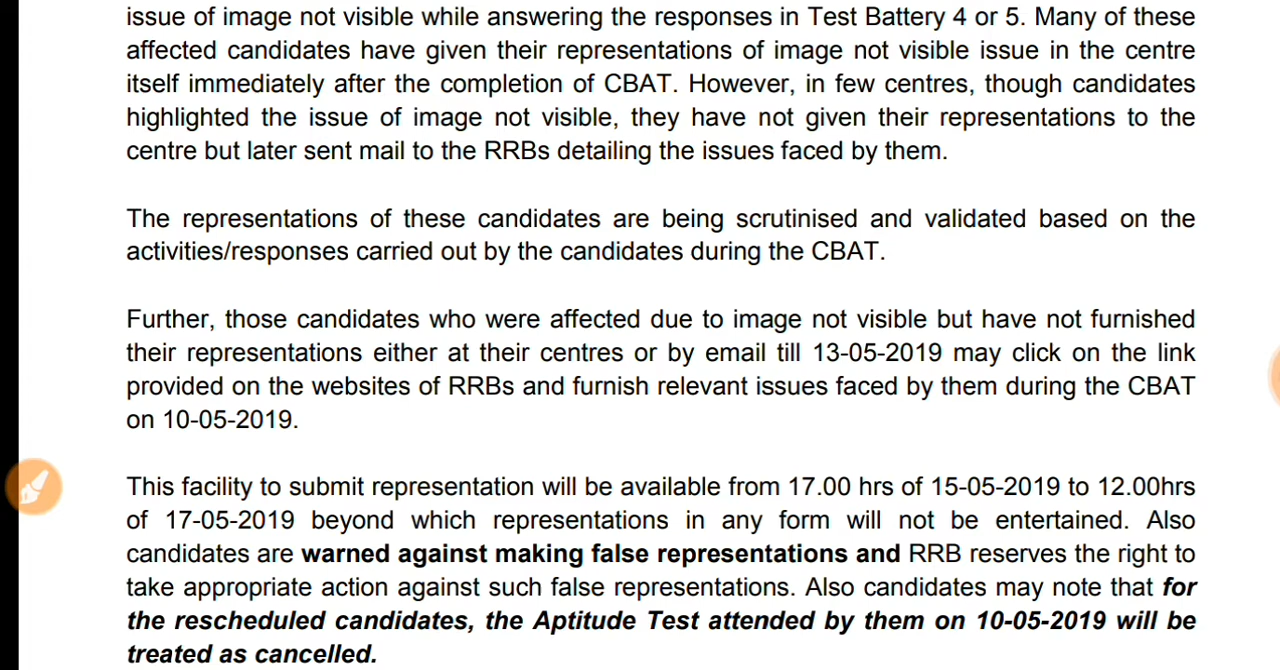 issue of image not visible while answering the responses in Test Battery 4 or 5. Many of these
affected candidates have given their representations of image not visible issue in the centre
itself immediately after the completion of CBAT. However, in few centres, though candidates
highlighted the issue of image not visible, they have not given their representations to the
centre but later sent mail to the RRBs detailing the issues faced by them.
The representations of these candidates are being scrutinised and validated based on the
activities/responses carried out by the candidates during the CBAT.
Further, those candidates who were affected due to image not visible but have not furnished
their representations either at their centres or by email till 13-05-2019 may click on the link
provided on the websites of RRBs and furnish relevant issues faced by them during the CBAT
on 10-05-2019.
This facility to submit representation will be available from 17.00 hrs of 15-05-2019 to 12.00hrs
of 17-05-2019 beyond which representations in any form will not be entertained. Also
candidates are warned against making false representations and RRB reserves the right to
take appropriate action against such false representations. Also candidates may note that for
the rescheduled candidates, the Aptitude Test attended by them on 10-05-2019 will be
treated as cancelled.